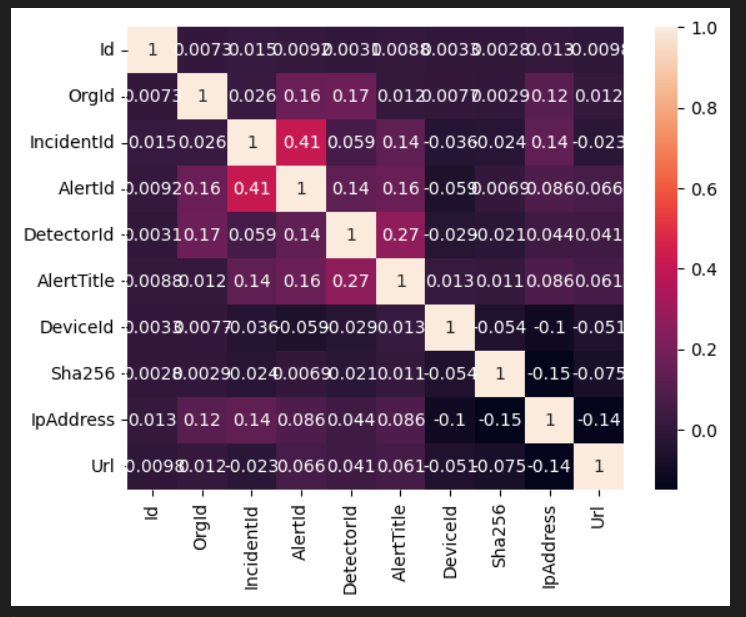 Id 1 0.0073 0.015 0.0092 0.0031 0.0088 0.0033 0.0028 0.013 0.0098
OrgId 0.0073 1 0.026 0.16 0.17 0.012 0.0077 0.0029 0.12 0.012
IncidentId 0.015 0.026 1 0.41 0.059 0.14 -0.036 -0.024 0.14 -0.023
AlertId 0.0092 0.16 0.41 1 0.14 0.16 -0.059 0.0069 0.086 0.066
DetectorId 0.0031 0.17 0.059 0.14 1 0.27 -0.029 -0.021 0.044 0.041
AlertTitle 0.0088 0.012 0.14 0.16 0.27 1 0.013 0.011 0.086 0.061
DeviceId 0.0033 0.0077 -0.036 -0.059 -0.029 0.013 1 -0.054 -0.1 -0.051
Sha256 0.0028 0.0029 -0.024 0.0069 -0.021 0.011 -0.054 1 -0.15 -0.075
IpAddress 0.013 0.12 0.14 0.086 0.044 0.086 -0.1 -0.15 1 -0.14
Url 0.0098 0.012 -0.023 0.066 0.041 0.061 -0.051 -0.075 -0.14 1
Id OrgId IncidentId AlertId DetectorId AlertTitle DeviceId Sha256 IpAddress Url
1.0
0.8
0.6
0.4
0.2
0.0